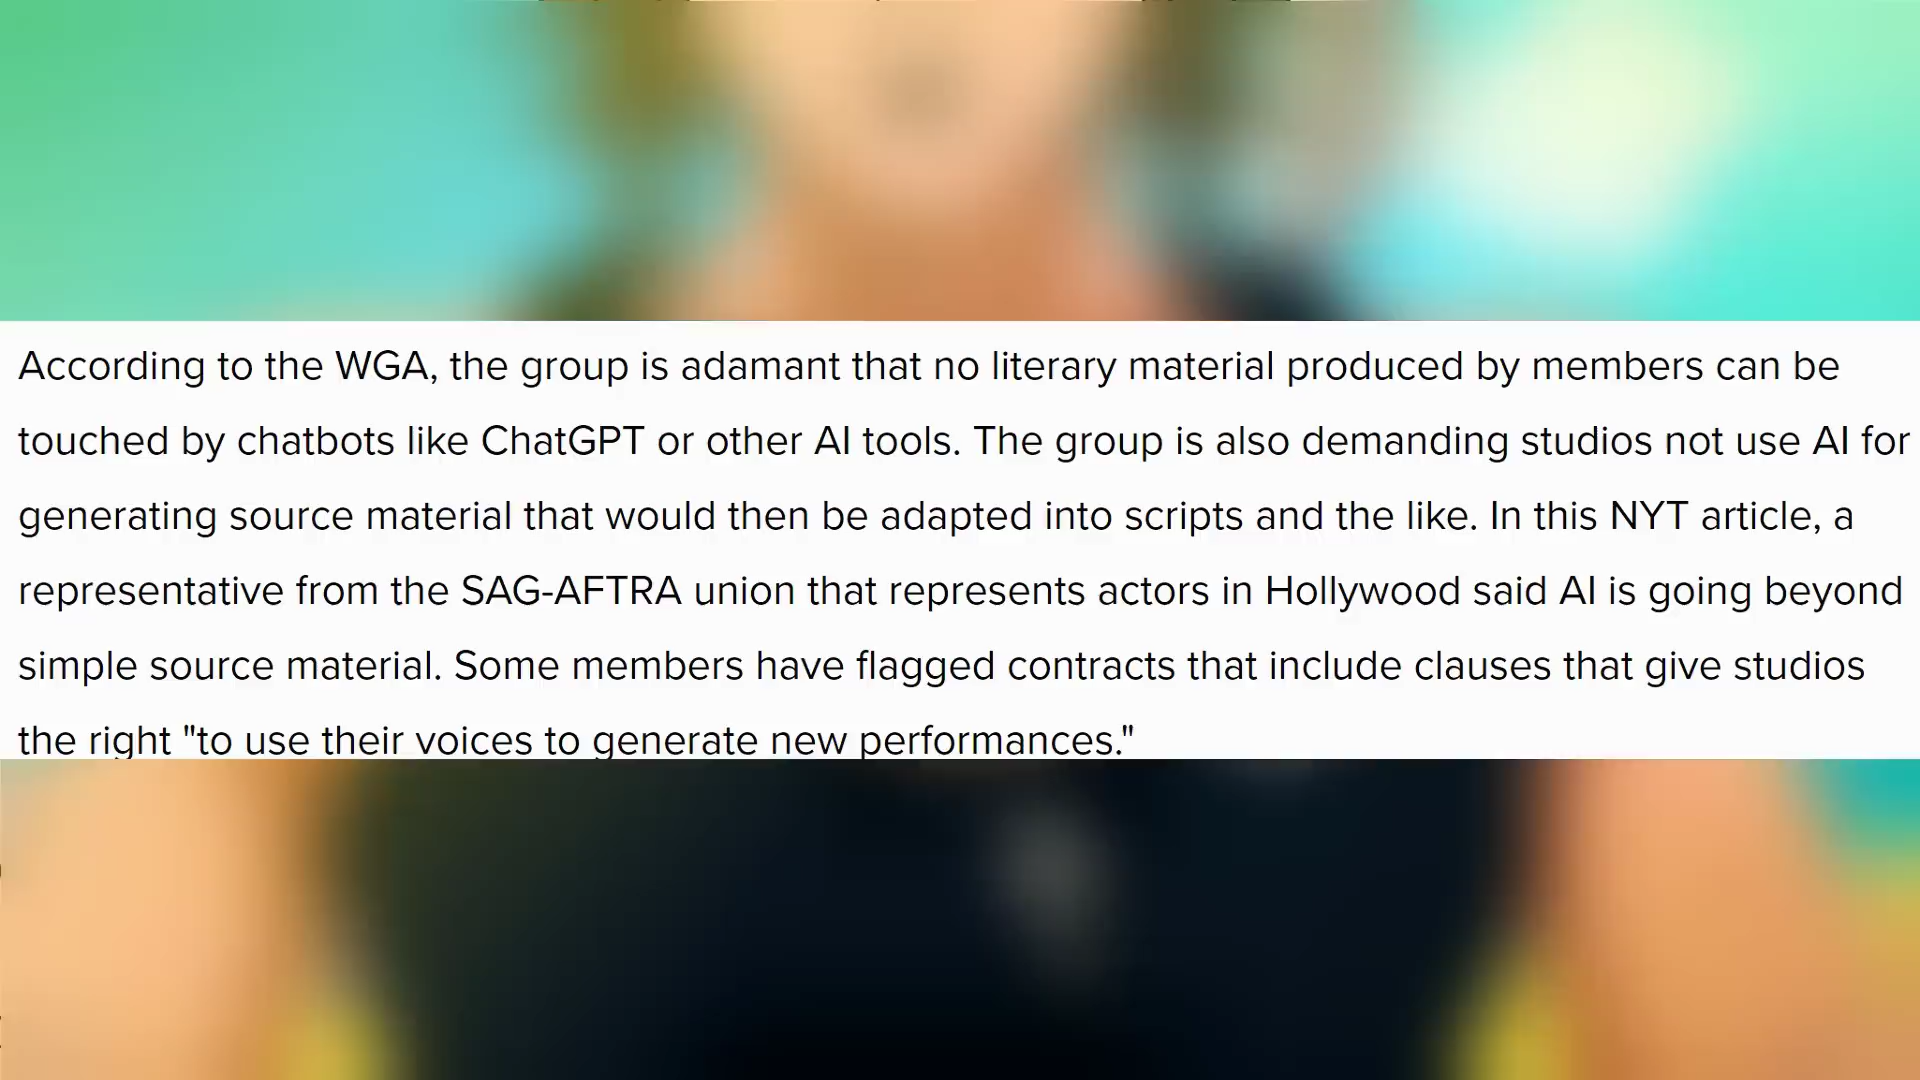 According to the WGA, the group is adamant that no literary material produced by members can be
touched by chatbots like ChatGPT or other AI tools. The group is also demanding studios not use AI for
generating source material that would then be adapted into scripts and the like. In this NYT article, a
representative from the SAG-AFTRA union that represents actors in Hollywood said AI is going beyond
simple source material. Some members have flagged contracts that include clauses that give studios
the right "to use their voices to generate new performances."